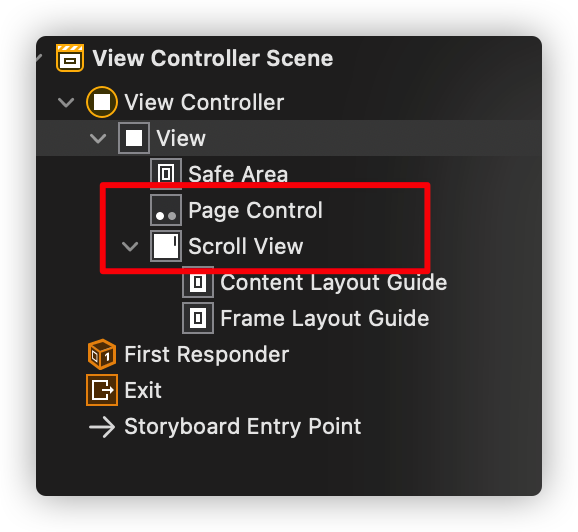 View Controller Scene
View Controller
View
Safe Area
Page Control
Scroll View
Content Layout Guide
Frame Layout Guide
First Responder
Exit
Storyboard Entry Point